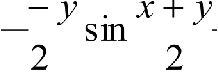 − y / 2 sin x + y / 2